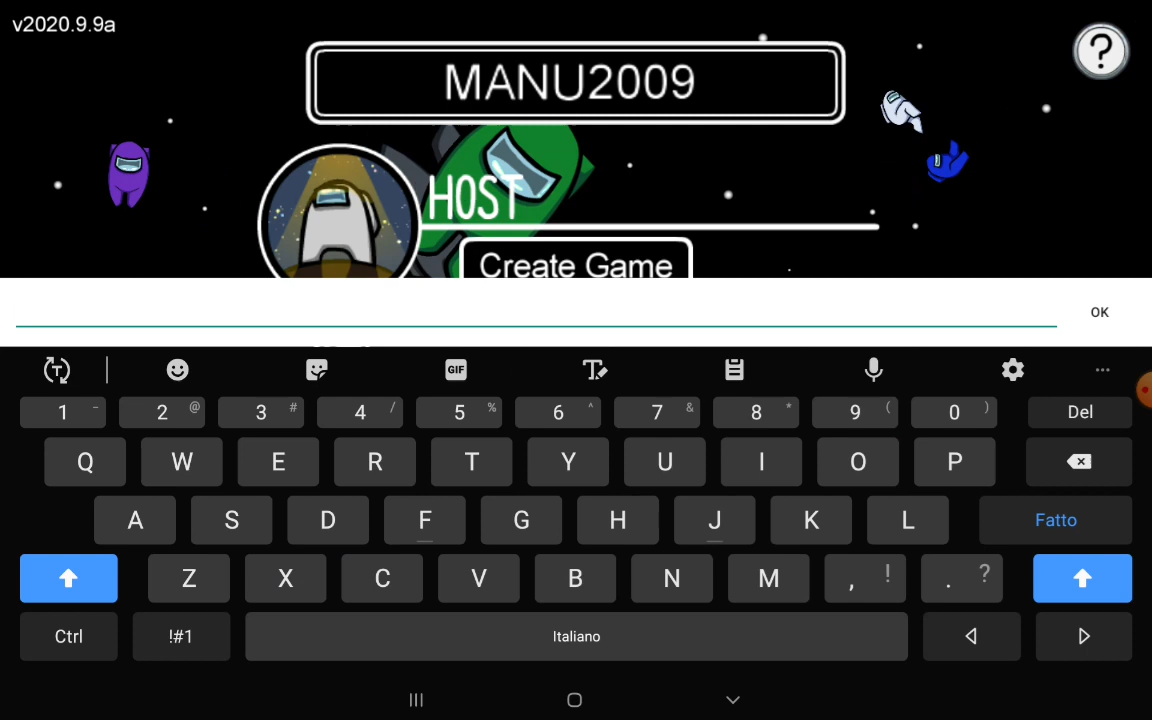 v2020.9.9a
?
MANU2009
HOST
Create Game
OK
T GIF T ...
1 - 2 @ 3 # 4 / 5 % 6 ^ 7 & 8 * 9 ( 0 ) Del
Q W E R T Y U I O P
A S D F G H J K L Fatto
Z X C V B N M , ! . ?
Ctrl !#1 Italiano